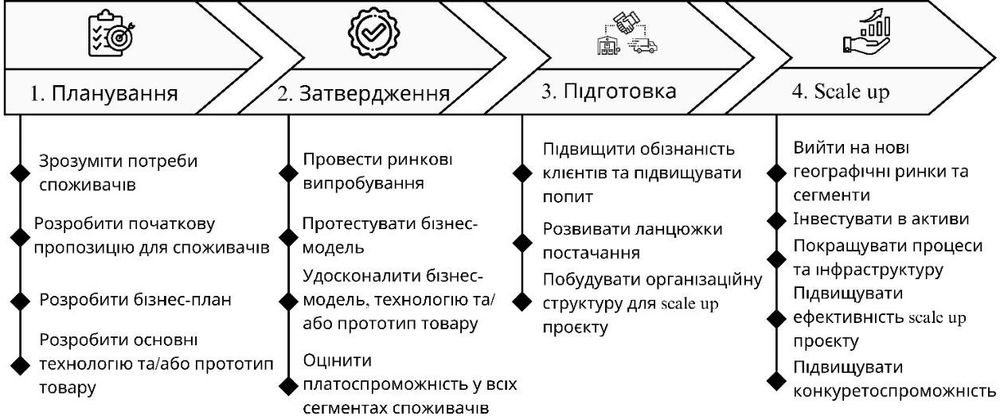 1. Планування
2. Затвердження
3. Підготовка
4. Scale up
Зрозуміти потреби
споживачів
Розробити початкову
пропозицію для споживачів
Розробити бізнес-план
Розробити основні
технологію та/або прототип
товару
Провести ринкові
випробування
Протестувати бізнес-
модель
Удосконалити бізнес-
модель, технологію та/
або прототип товару
Оцінити
платоспроможність у всіх
сегментах споживачів
Підвищити обізнаність
клієнтів та підвищувати
попит
Розвивати ланцюжки
постачання
Побудувати організаційну
структуру для scale up
проєкту
Вийти на нові
географічні ринки та
сегменти
Інвестувати в активи
Покращувати процеси
та інфраструктуру
Підвищувати
ефективність scale up
проєкту
Підвищувати
конкуретоспроможність